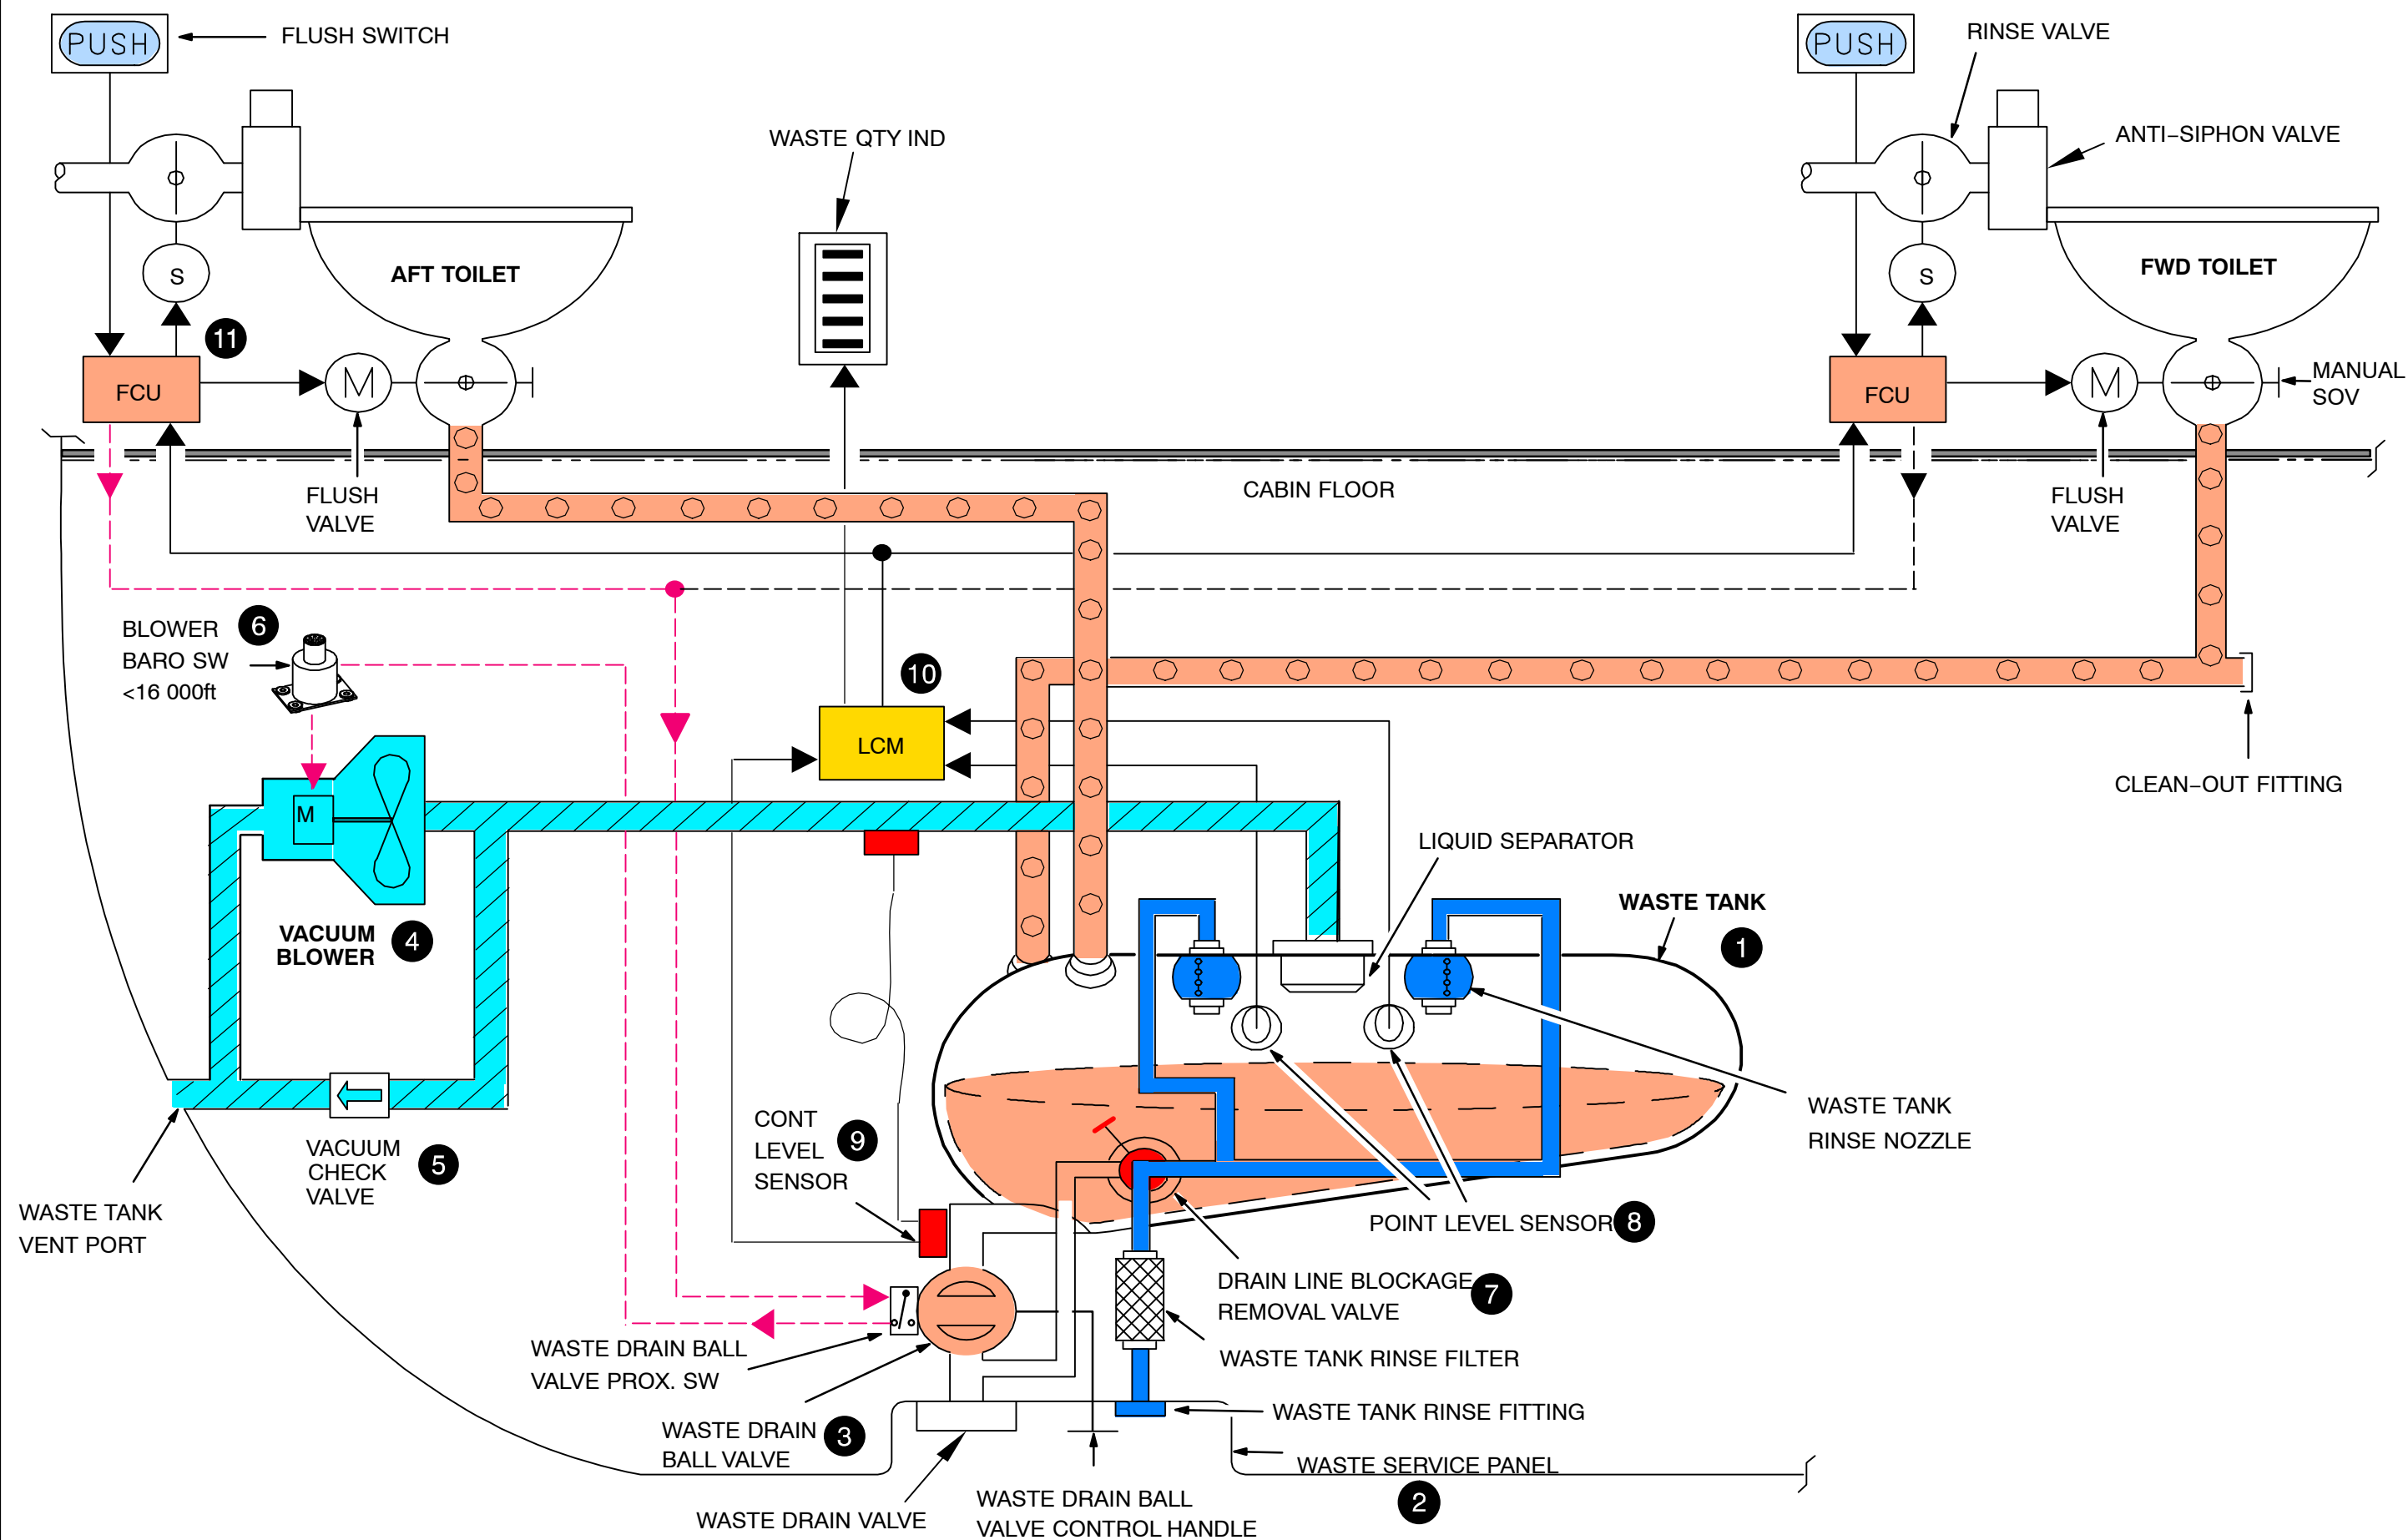 PUSH
FLUSH SWITCH
PUSH
RINSE VALVE
WASTE QTY IND
ANTI–SIPHON VALVE
AFT TOILET
FWD TOILET
S
S
11
FCU
M
FCU
M
MANUAL
SOV
FLUSH
VALVE
CABIN FLOOR
FLUSH
VALVE
BLOWER
BARO SW
<16 000ft
6
10
LCM
CLEAN–OUT FITTING
M
LIQUID SEPARATOR
VACUUM
BLOWER
4
WASTE TANK
1
CONT
LEVEL
SENSOR
9
WASTE TANK
RINSE NOZZLE
VACUUM
CHECK
VALVE
5
WASTE TANK
VENT PORT
POINT LEVEL SENSOR
8
DRAIN LINE BLOCKAGE
REMOVAL VALVE
7
WASTE DRAIN BALL
VALVE PROX. SW
WASTE TANK RINSE FILTER
WASTE DRAIN
BALL VALVE
3
WASTE TANK RINSE FITTING
WASTE SERVICE PANEL
2
WASTE DRAIN VALVE
WASTE DRAIN BALL
VALVE CONTROL HANDLE